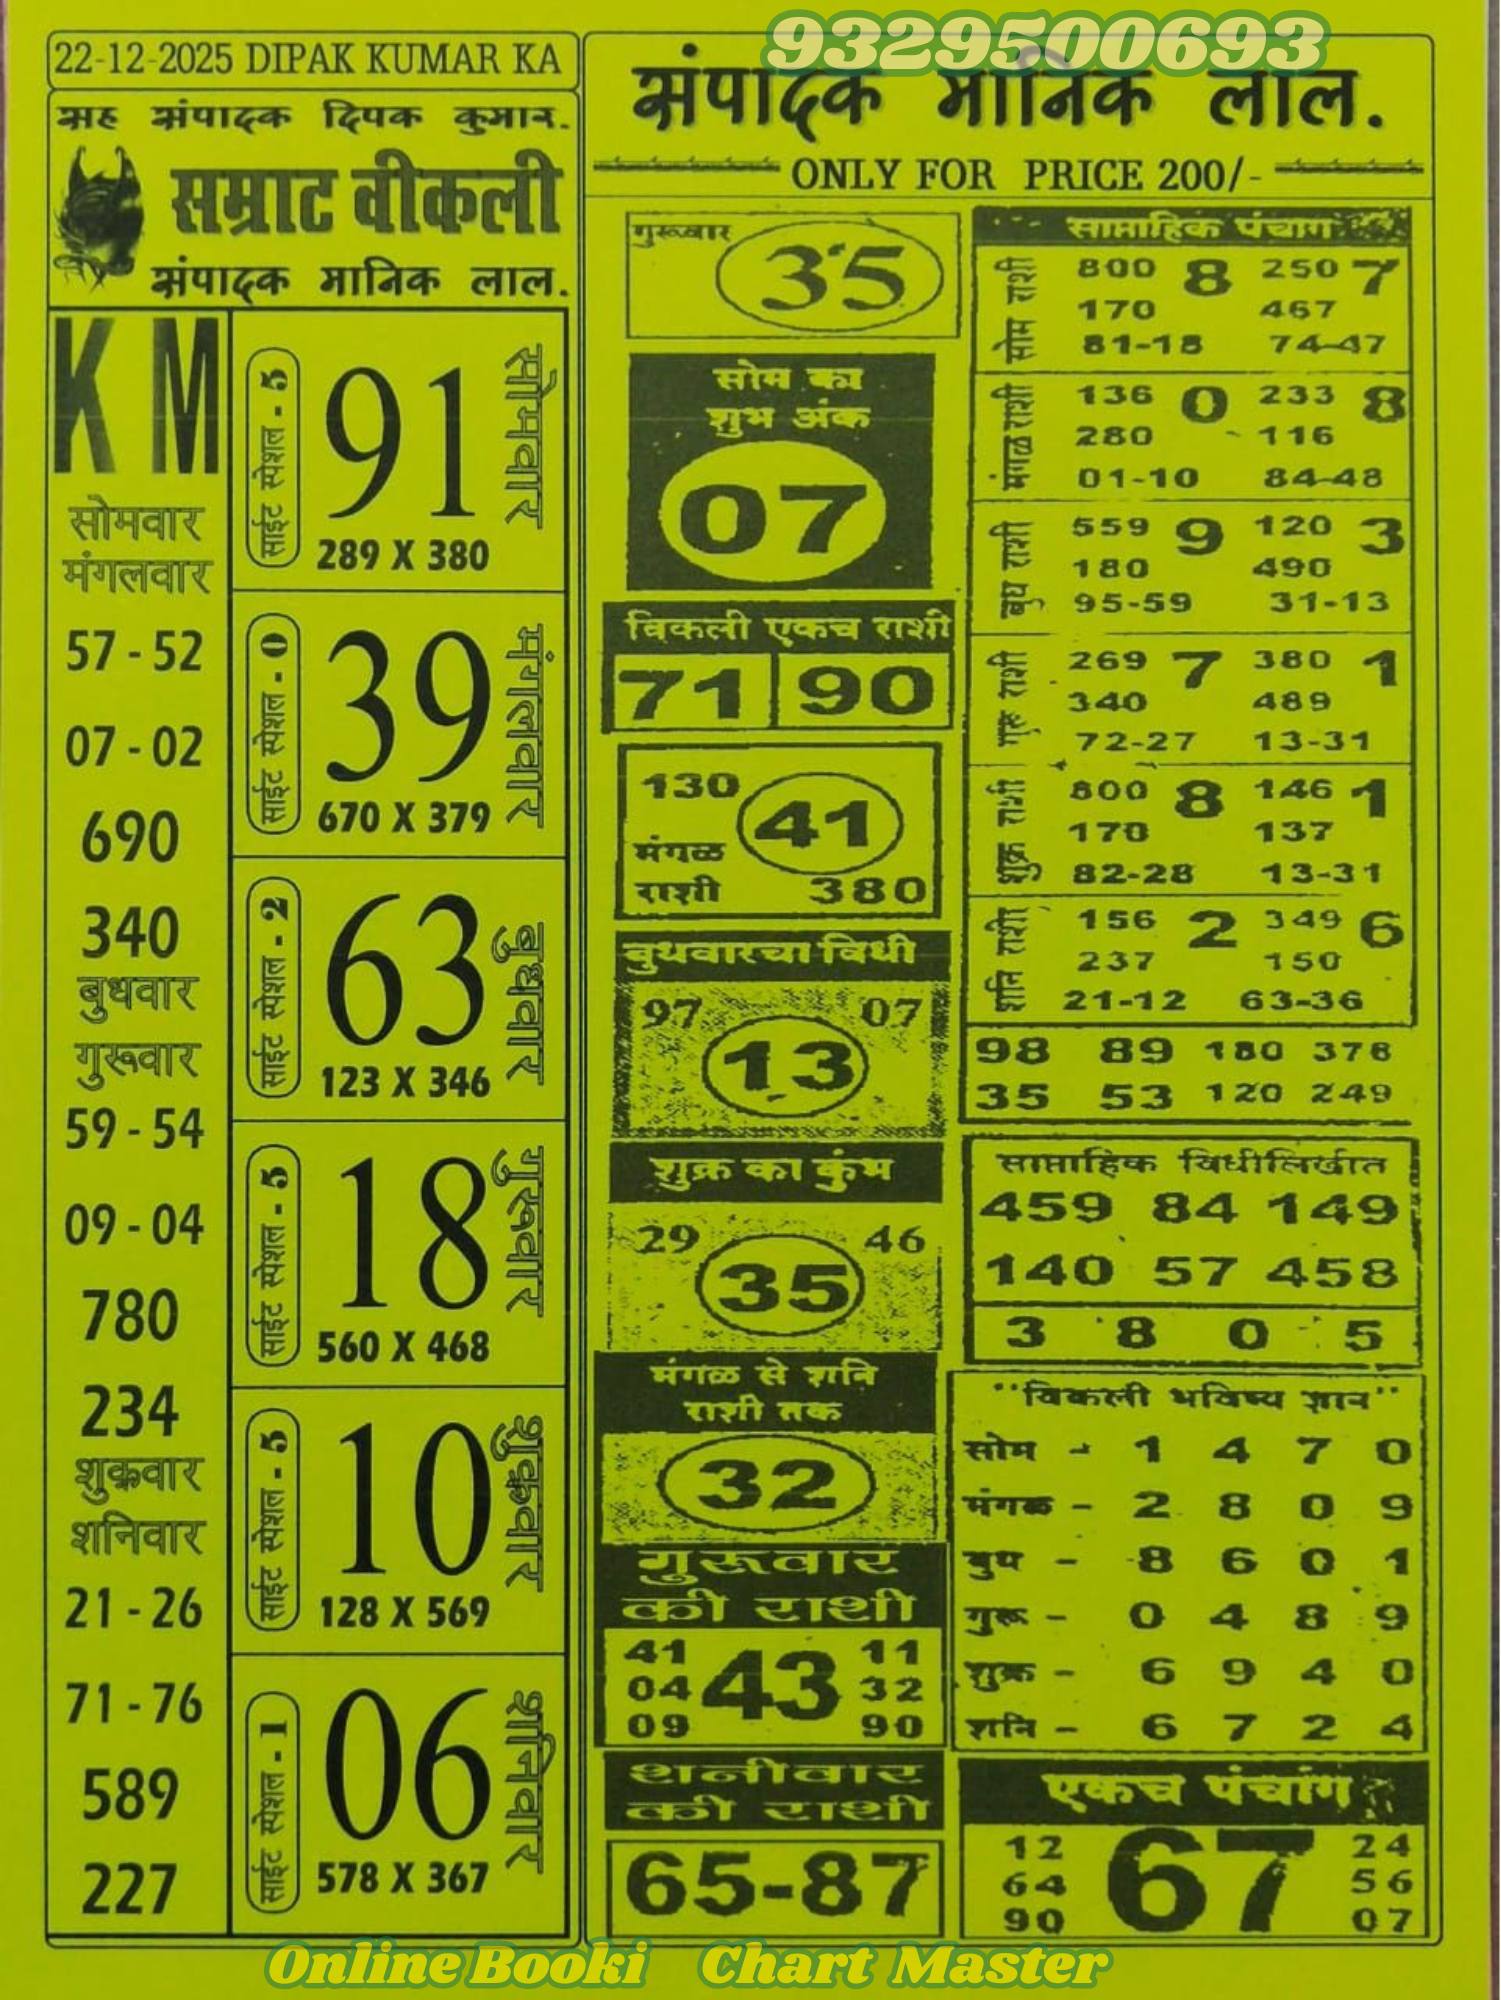 9329500693
22-12-2025 DIPAK KUMAR KA
सह संपादक दिपक कुमार.
सम्राट वीकली
संपादक मानिक लाल.
K M
सोमवार
मंगलवार
57 - 52
07 - 02
690
340
बुधवार
गुरूवार
59 - 54
09 - 04
780
234
शुक्रवार
शनिवार
21 - 26
71 - 76
589
227
साईट स्पेशल - 5
91
सोमवार
289 X 380
साईट स्पेशल - 0
39
मंगलवार
670 X 379
साईट स्पेशल - 2
63
बुधवार
123 X 346
साईट स्पेशल - 5
18
गुरूवार
560 X 468
साईट स्पेशल - 5
10
शुक्रवार
128 X 569
साईट स्पेशल - 1
06
शनिवार
578 X 367
संपादक मानिक लाल.
ONLY FOR PRICE 200/-
गुरूवार
35
सोम का
शुभ अंक
07
विकली एकच राशी
71 90
130
41
मंगळ
राशी 380
बुधवारचा विधी
97 07
13
शुक्र का कुंभ
29 46
35
मंगळ से शनि
राशी तक
32
गुरूवार
की राशी
41 11
04 43 32
09 90
शनीवार
की राशी
65-87
साप्ताहिक पंचाग
सोम राशी
800 8 250 7
170 467
81-18 74-47
मंगळ राशी
136 0 233 8
280 116
01-10 84-48
बुध राशी
559 9 120 3
180 490
95-59 31-13
गुरू राशी
269 7 380 1
340 489
72-27 13-31
शुक्र राशी
800 8 146 1
170 137
82-28 13-31
शनि राशी
156 2 349 6
237 150
21-12 63-36
98 89 180 378
35 53 120 249
साप्ताहिक विधीलिखीत
459 84 149
140 57 458
3 8 0 5
"विकली भविष्य ज्ञान"
सोम - 1 4 7 0
मंगळ - 2 8 0 9
बुध - 8 6 0 1
गुरू - 0 4 8 9
शुक्र - 6 9 4 0
शनि - 6 7 2 4
एकच पंचांग
12 24
64 67 56
90 07
Online Booki Chart Master